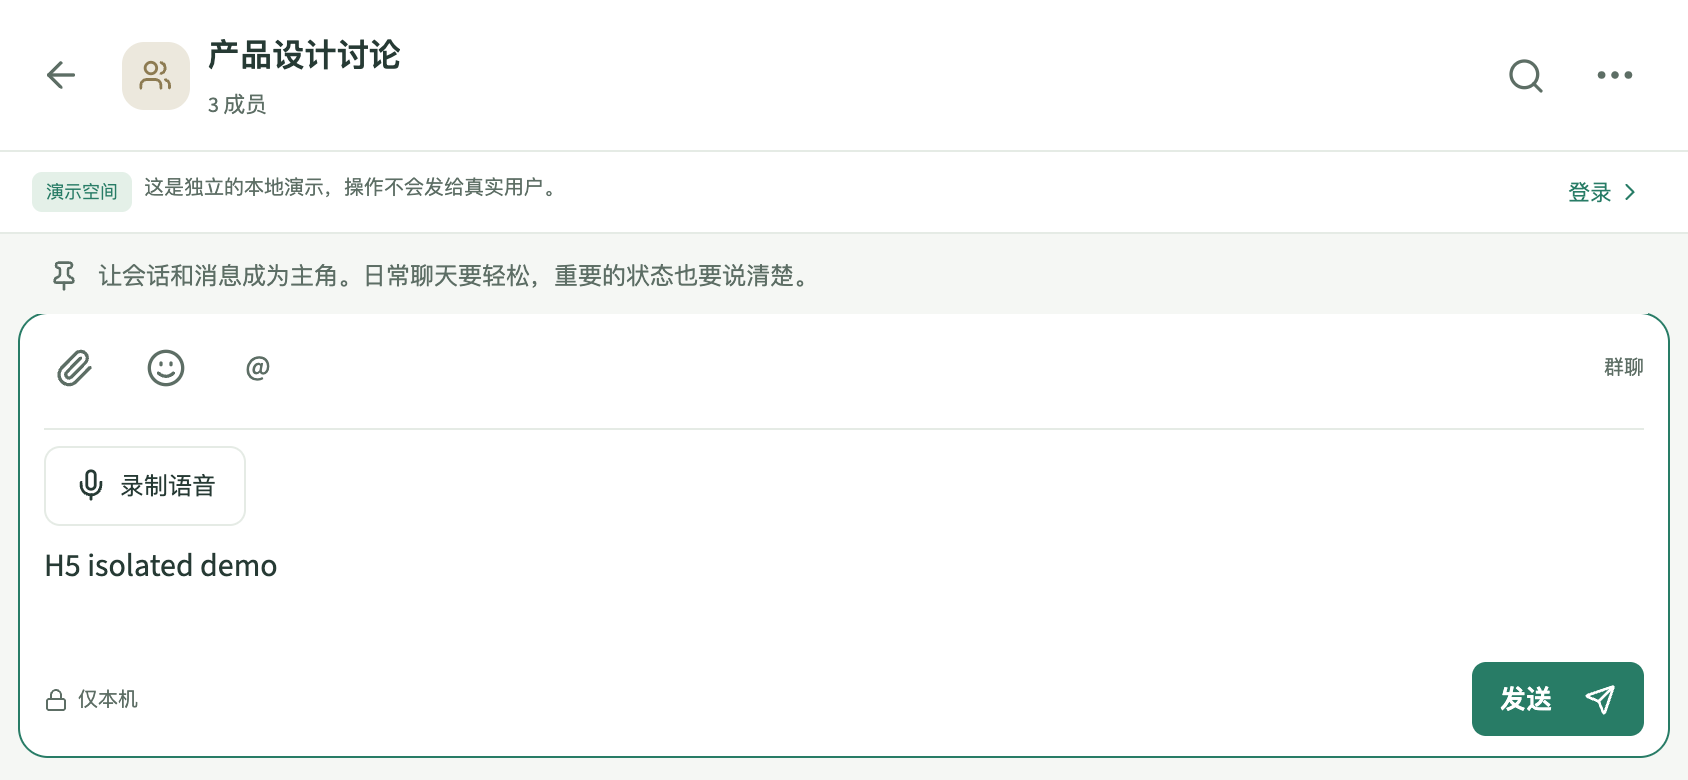 产品设计讨论
3 成员
演示空间 这是独立的本地演示，操作不会发给真实用户。 登录
让会话和消息成为主角。日常聊天要轻松，重要的状态也要说清楚。
@ 群聊
录制语音
H5 isolated demo
仅本机 发送